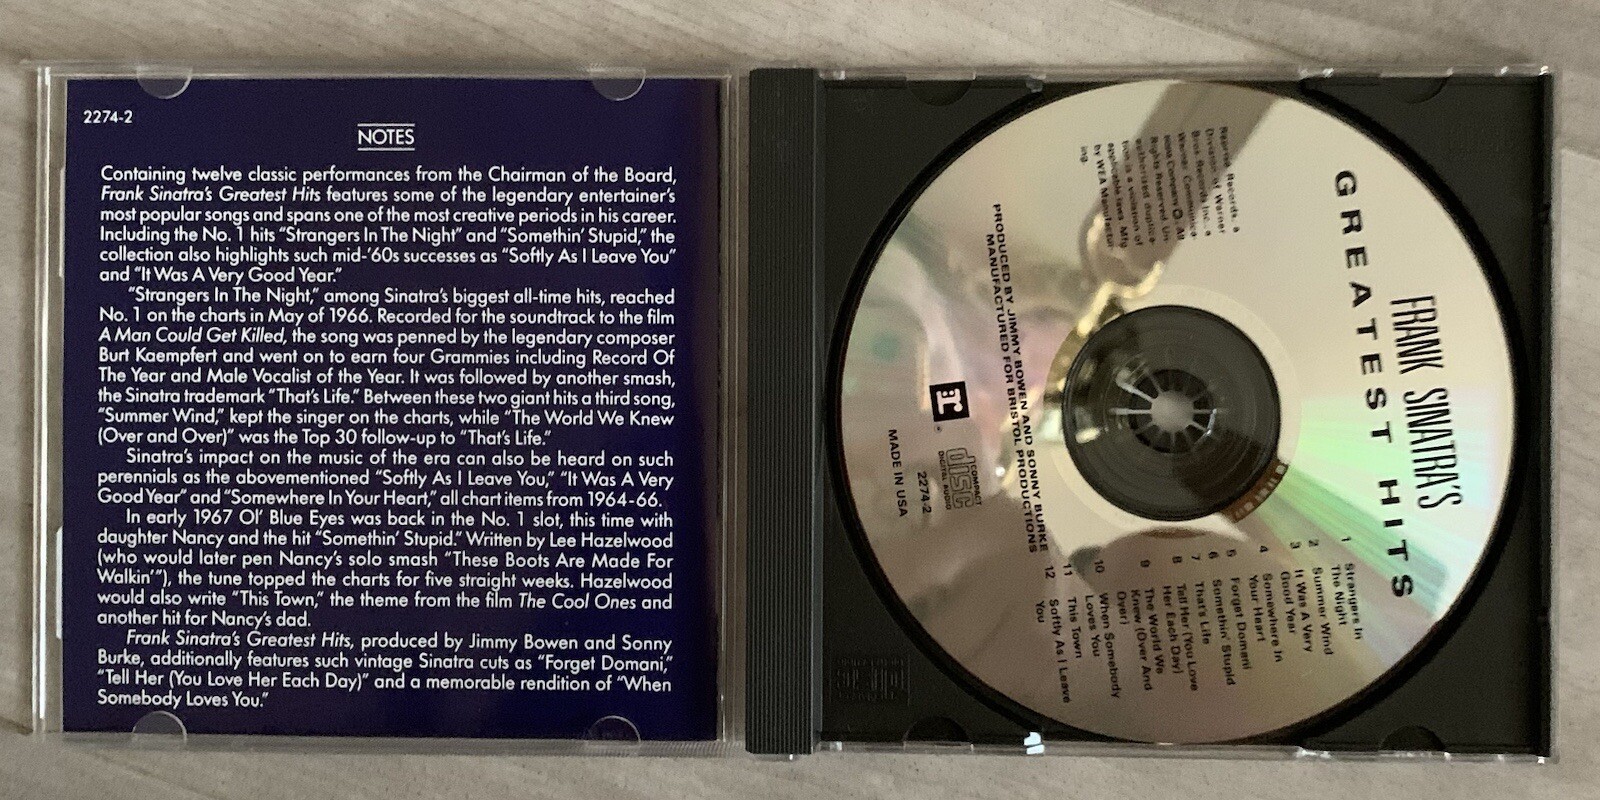 2274-2
NOTES
Containing twelve classic performances from the Chairman of the Board,
Frank Sinatra's Greatest Hits features some of the legendary entertainer's
most popular songs and spans one of the most creative periods in his career.
Including the No. 1 hits “Strangers In The Night” and “Somethin' Stupid,” the
collection also highlights such mid-'60s successes as “Softly As I Leave You”
and “It Was A Very Good Year.”
“Strangers In The Night,” among Sinatra's biggest all-time hits, reached
No. 1 on the charts in May of 1966. Recorded for the soundtrack to the film
A Man Could Get Killed, the song was penned by the legendary composer
Burt Kaempfert and went on to earn four Grammies including Record Of
The Year and Male Vocalist of the Year. It was followed by another smash,
the Sinatra trademark “That's Life.” Between these two giant hits a third song,
“Summer Wind,” kept the singer on the charts, while “The World We Knew
(Over and Over)” was the Top 30 follow-up to “That's Life.”
Sinatra's impact on the music of the era can also be heard on such
perennials as the abovementioned “Softly As I Leave You,” “It Was A Very
Good Year” and “Somewhere In Your Heart,” all chart items from 1964-66.
In early 1967 Ol' Blue Eyes was back in the No. 1 slot, this time with
daughter Nancy and the hit “Somethin' Stupid.” Written by Lee Hazelwood
(who would later pen Nancy's solo smash “These Boots Are Made For
Walkin'”), the tune topped the charts for five straight weeks. Hazelwood
would also write “This Town,” the theme from the film The Cool Ones and
another hit for Nancy's dad.
Frank Sinatra's Greatest Hits, produced by Jimmy Bowen and Sonny
Burke, additionally features such vintage Sinatra cuts as “Forget Domani,”
“Tell Her (You Love Her Each Day)” and a memorable rendition of “When
Somebody Loves You.”
FRANK SINATRA'S
GREATEST HITS
1 Strangers In
The Night
2 Summer Wind
3 It Was A Very
Good Year
4 Somewhere In
Your Heart
5 Forget Domani
6 Somethin' Stupid
7 That's Life
8 Tell Her (You Love
Her Each Day)
9 The World We
Knew (Over And
Over)
10 When Somebody
Loves You
11 This Town
12 Softly As I Leave
You
Reprise Records, a
Division of Warner
Bros. Records Inc., a
Warner Communica-
tions Company. All
Rights Reserved. Un-
authorized duplica-
tion is a violation of
applicable laws. Mfg.
by WEA Manufactur-
ing.
PRODUCED BY JIMMY BOWEN AND SONNY BURKE
MANUFACTURED FOR BRISTOL PRODUCTIONS
r:
COMPACT
disc
DIGITAL AUDIO
2274-2
MADE IN USA